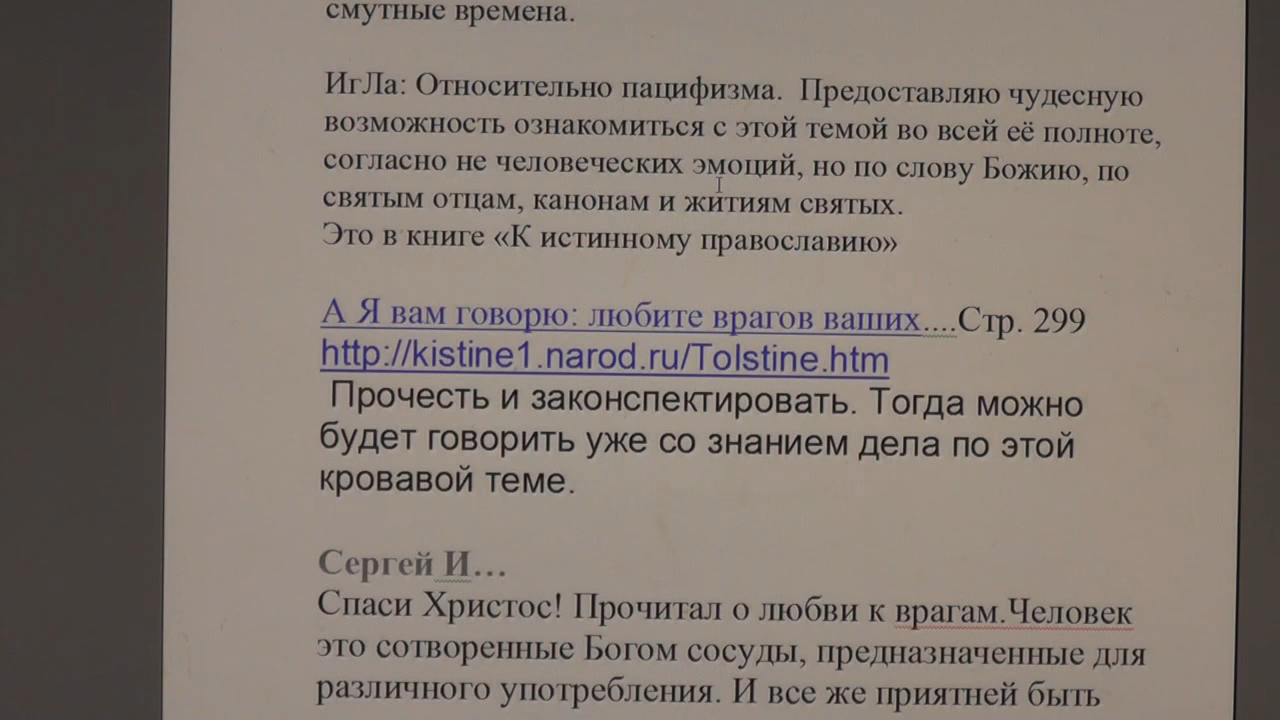 смутные времена.
ИгЛа: Относительно пацифизма. Предоставляю чудесную
возможность ознакомиться с этой темой во всей её полноте,
согласно не человеческих эмоций, но по слову Божию, по
святым отцам, канонам и житиям святых.
Это в книге «К истинному православию»
А Я вам говорю: любите врагов ваших....Стр. 299
http://kistine1.narod.ru/Tolstine.htm
Прочесть и законспектировать. Тогда можно
будет говорить уже со знанием дела по этой
кровавой теме.
Сергей И...
Спаси Христос! Прочитал о любви к врагам.Человек
это сотворенные Богом сосуды, предназначенные для
различного употребления. И все же приятней быть